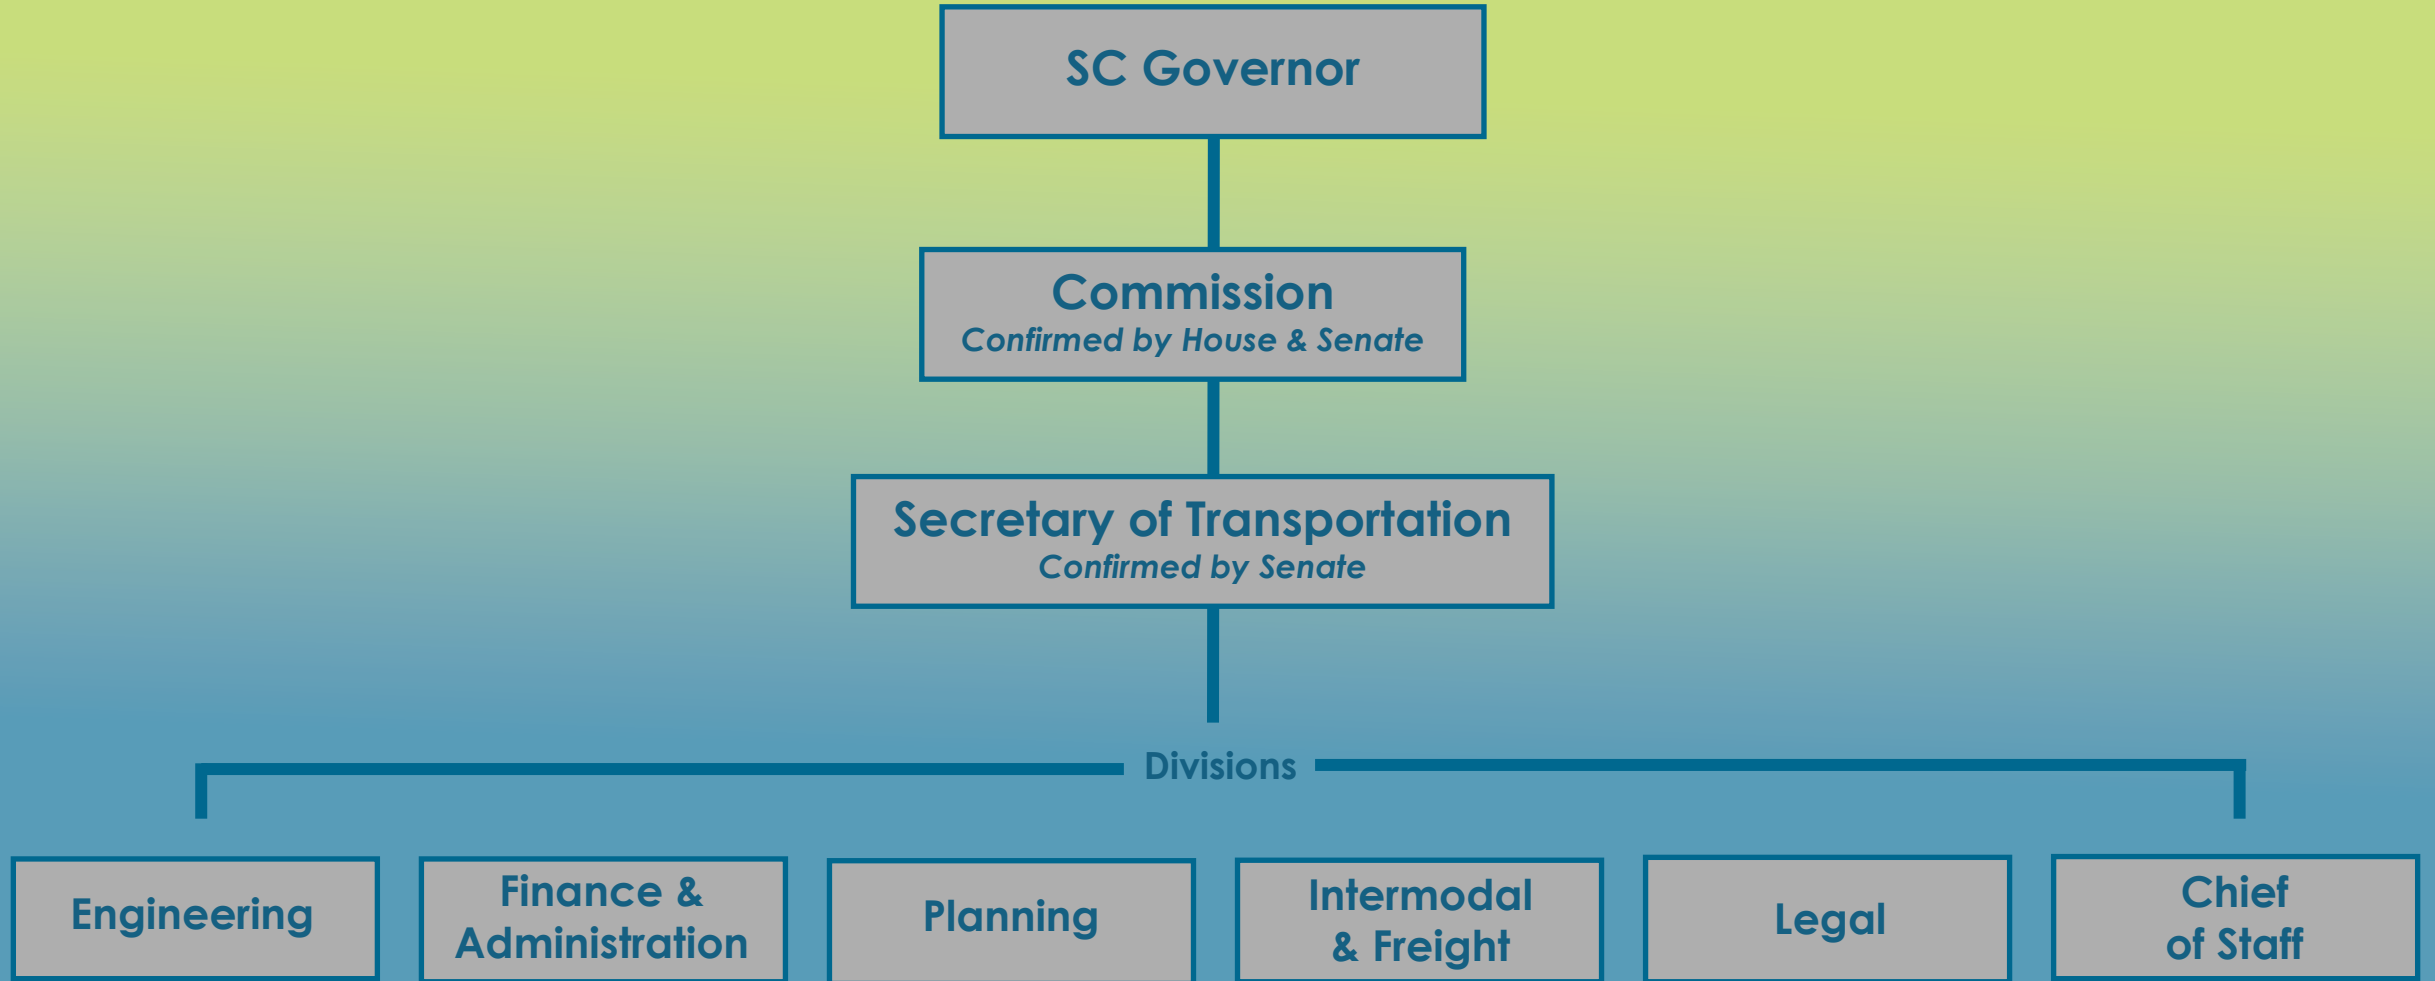 SC Governor
Commission
Confirmed by House & Senate
Secretary of Transportation
Confirmed by Senate
Divisions
Engineering
Finance &
Administration
Planning
Intermodal
& Freight
Legal
Chief
of Staff